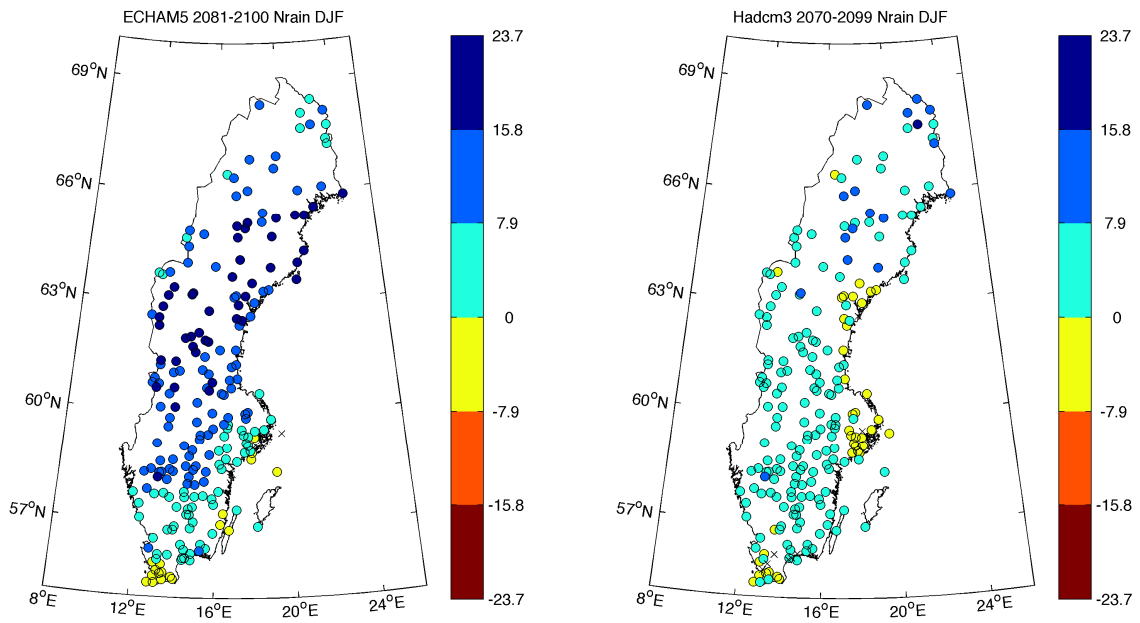 ECHAM5 2081-2100 Nrain DJF
69°N
66°N
63°N
60°N
57°N
8°E
12°E
16°E
20°E
24°E
23.7
15.8
7.9
0
-7.9
-15.8
-23.7
Hadcm3 2070-2099 Nrain DJF
69°N
66°N
63°N
60°N
57°N
8°E
12°E
16°E
20°E
24°E
23.7
15.8
7.9
0
-7.9
-15.8
-23.7